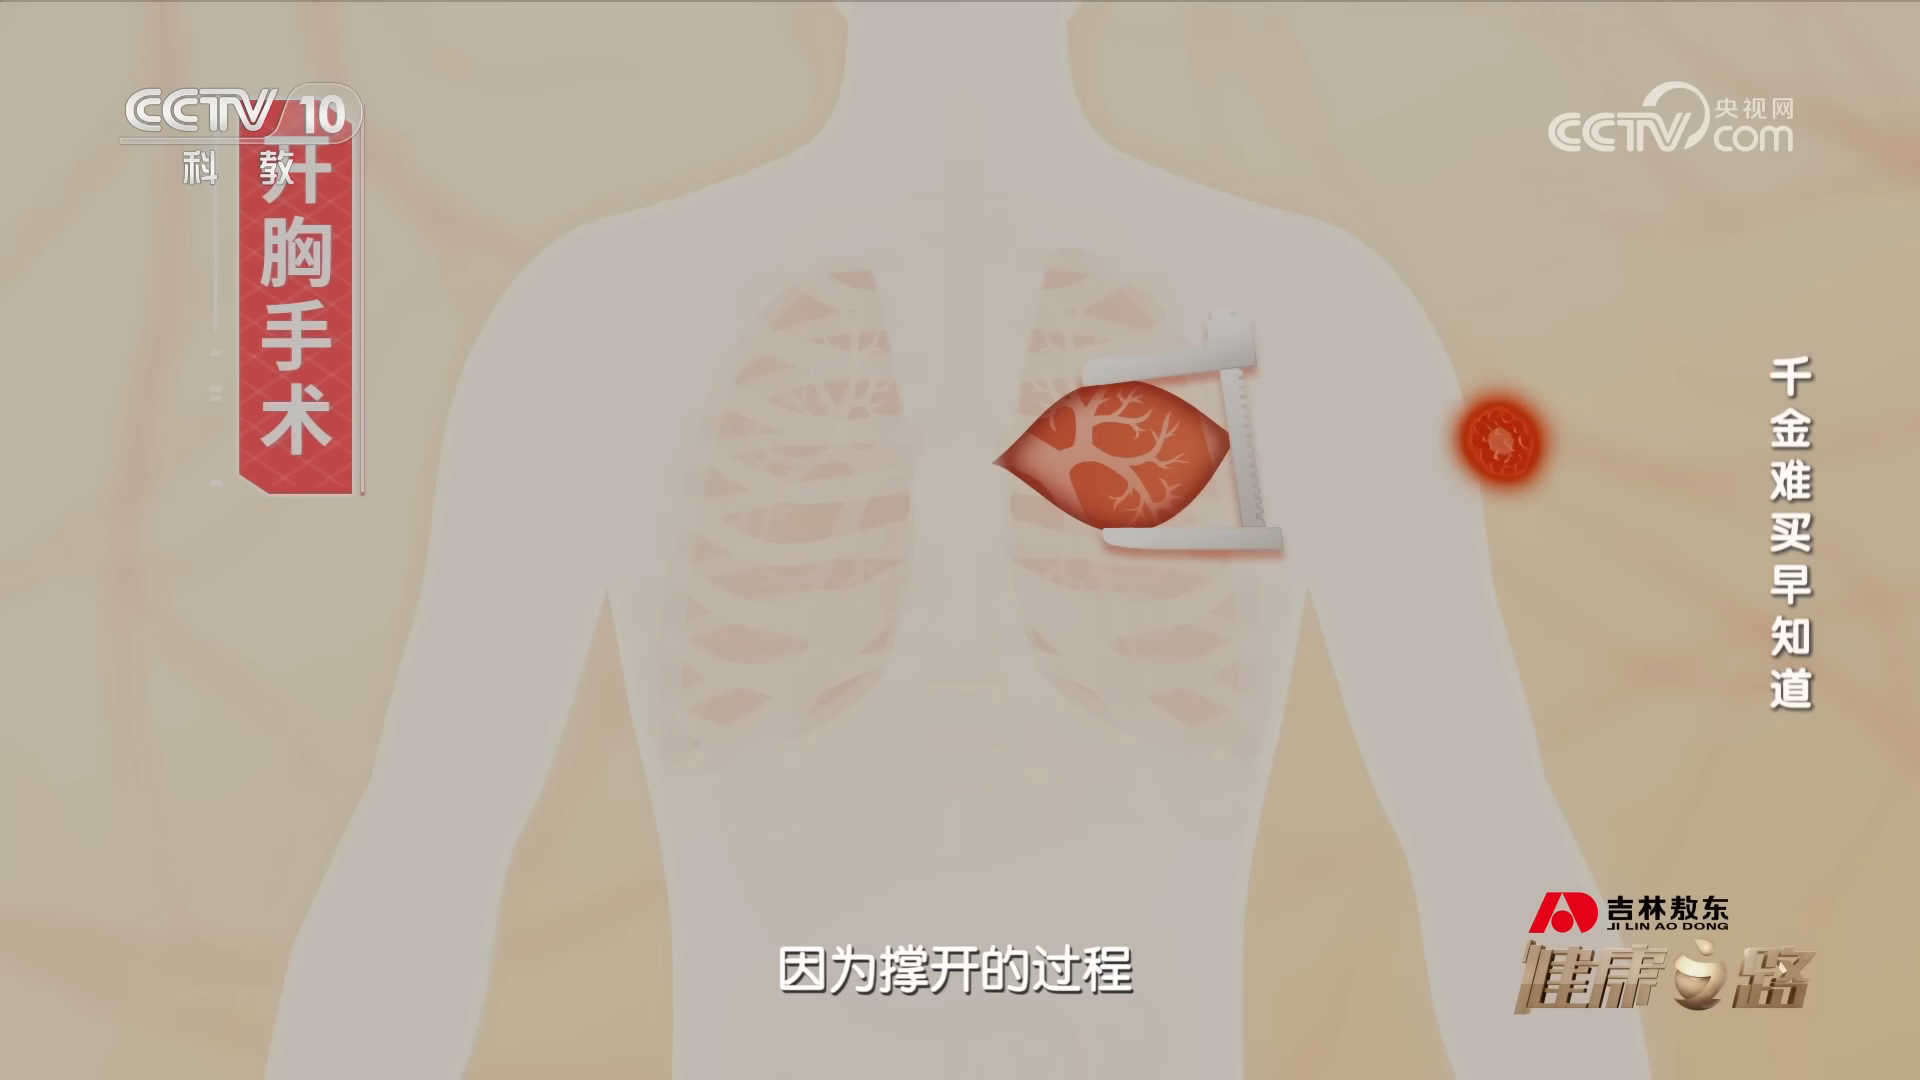 CCTV 10
科 教
开胸手术
央视网
CCTV.com
千金难买早知道
吉林敖东
JI LIN AO DONG
因为撑开的过程
健康之路